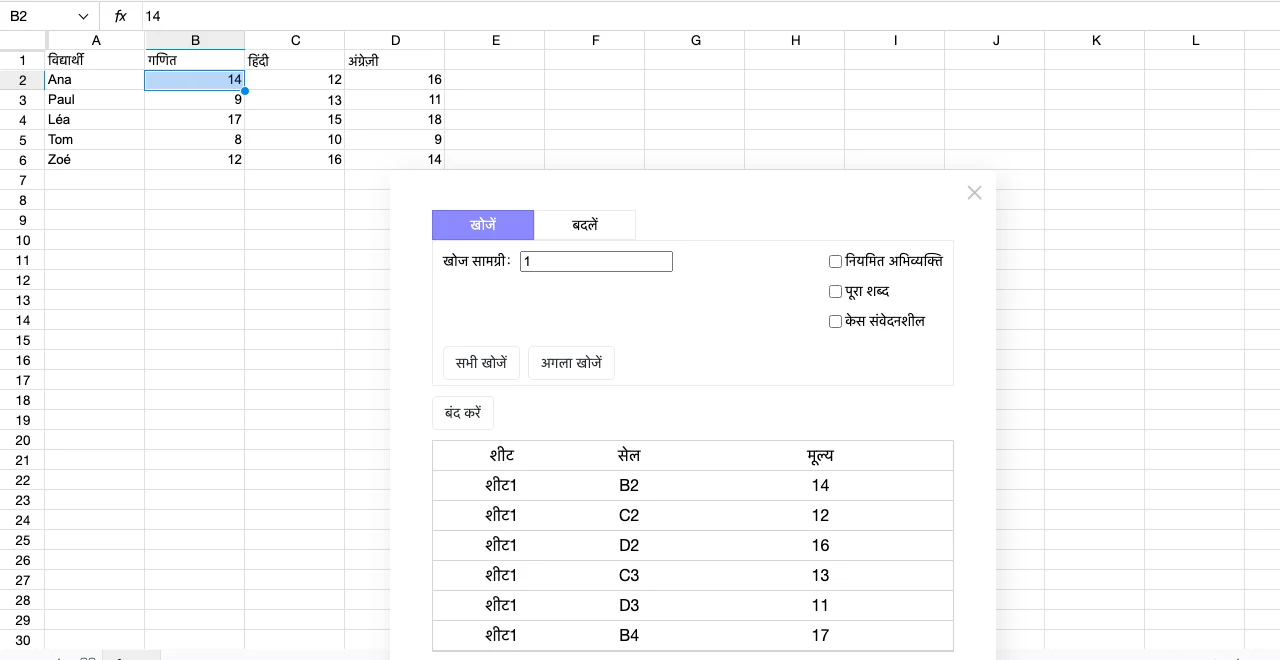 B2 fx 14
A B C D E F G H I J K L
1 विद्यार्थी गणित हिंदी अंग्रेज़ी
2 Ana 14 12 16
3 Paul 9 13 11
4 Léa 17 15 18
5 Tom 8 10 9
6 Zoé 12 16 14
7
8
9
10
11
12
13
14
15
16
17
18
19
20
21
22
23
24
25
26
27
28
29
30
खोजें बदलें
खोज सामग्री: 1 नियमित अभिव्यक्ति
पूरा शब्द
केस संवेदनशील
सभी खोजें अगला खोजें
बंद करें
शीट सेल मूल्य
शीट1 B2 14
शीट1 C2 12
शीट1 D2 16
शीट1 C3 13
शीट1 D3 11
शीट1 B4 17